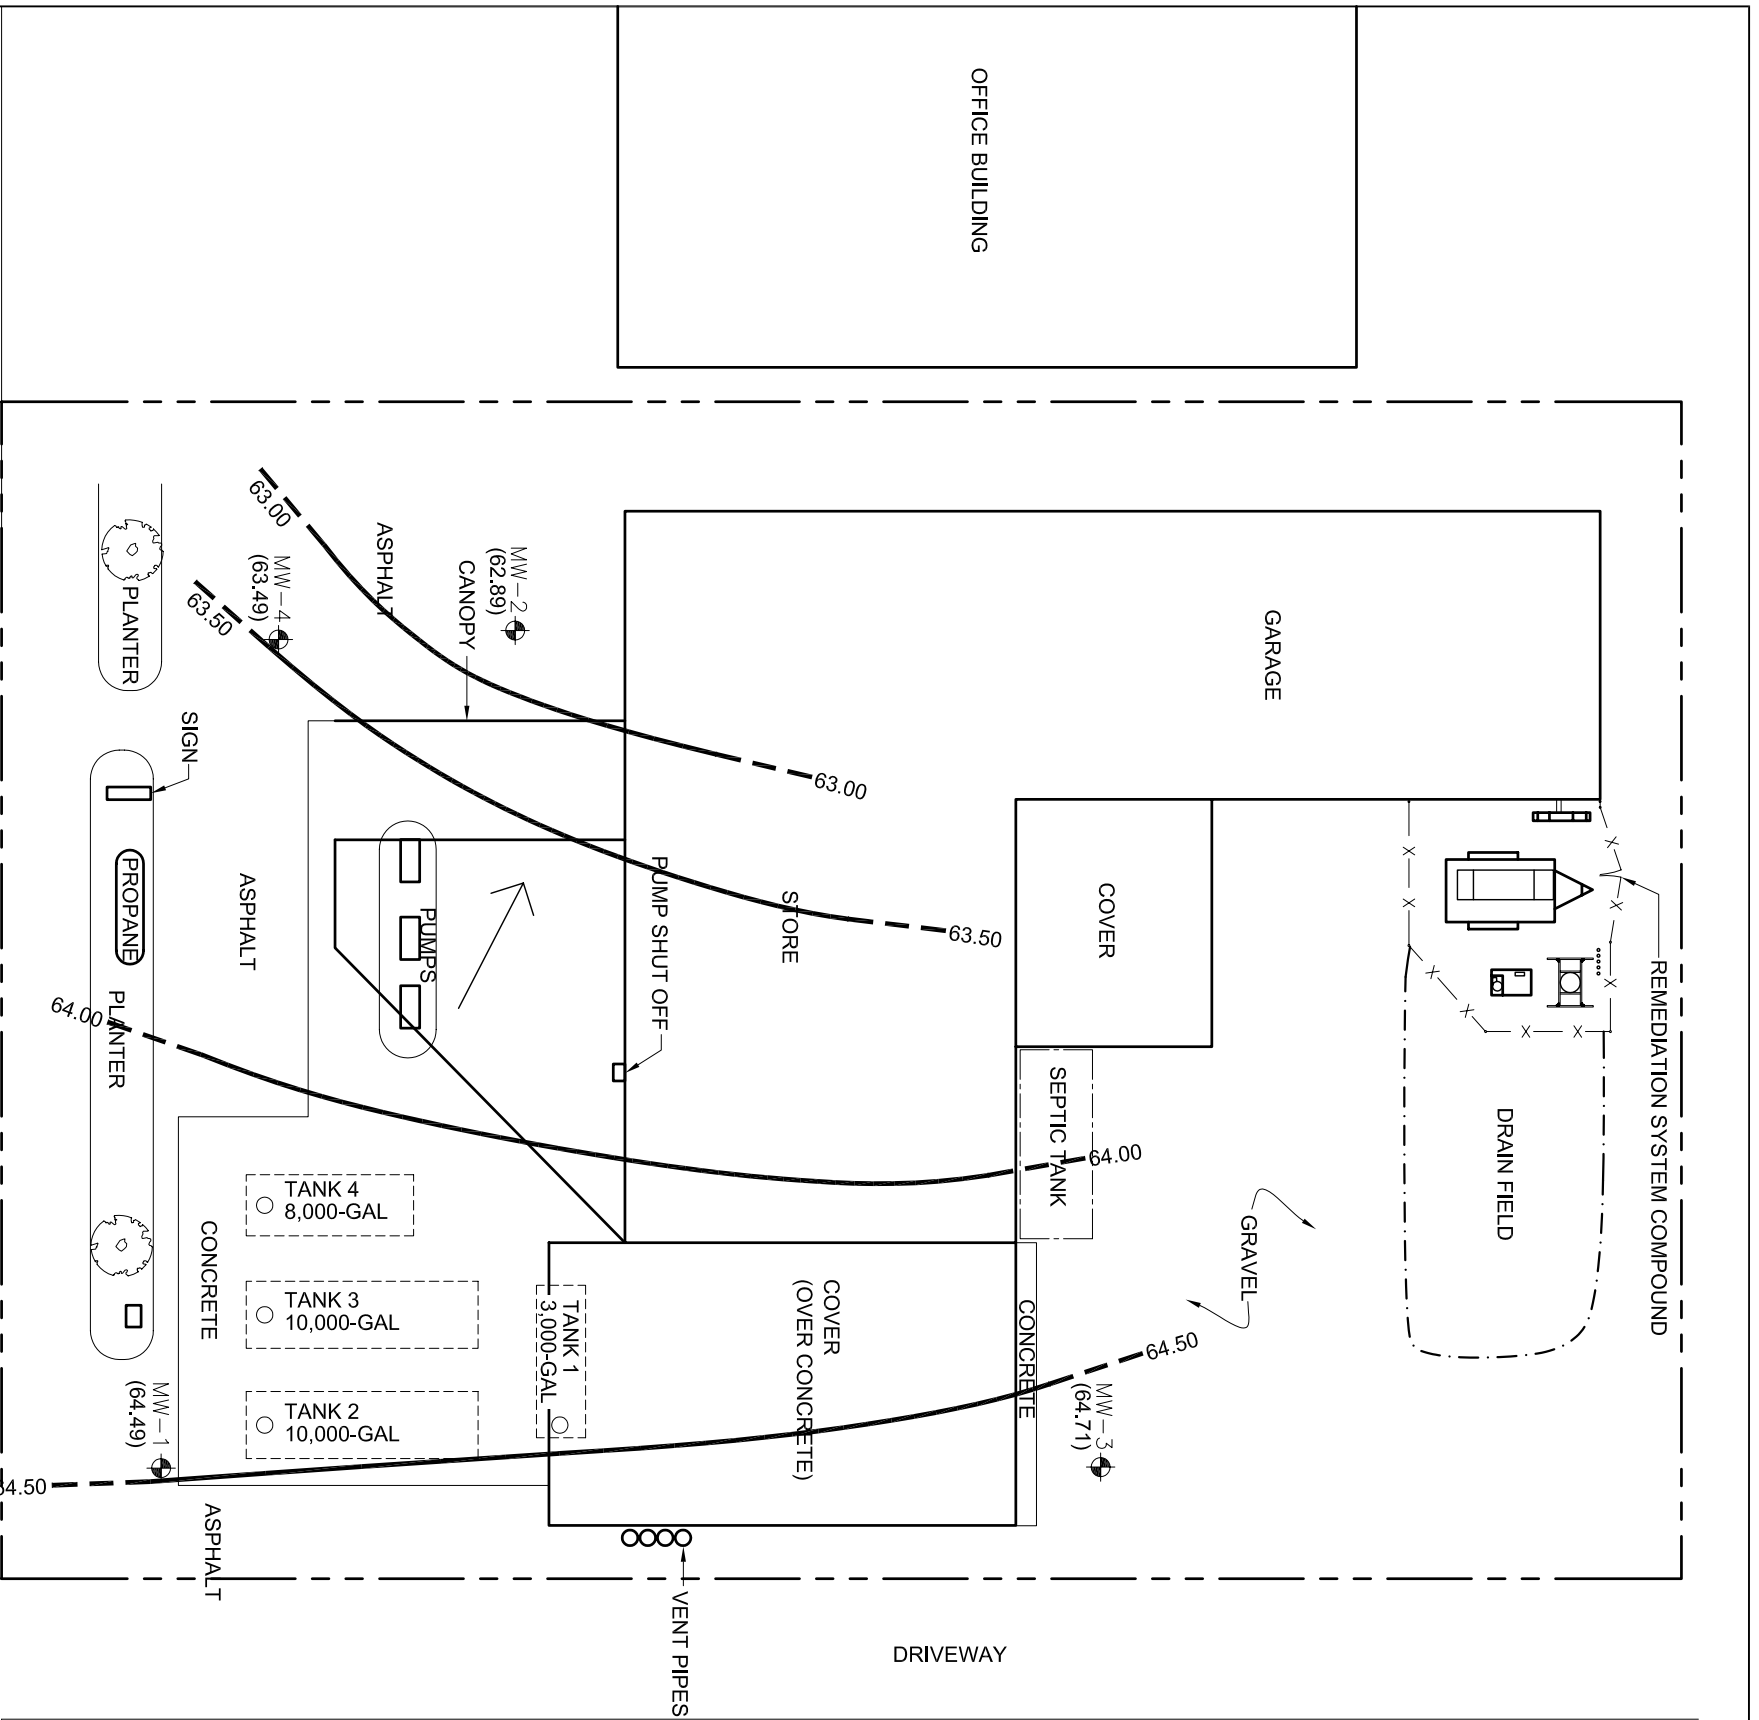 OFFICE BUILDING
GARAGE
REMEDIATION SYSTEM COMPOUND
DRAIN FIELD
COVER
SEPTIC TANK
GRAVEL
STORE
PUMP SHUT OFF
63.00
63.00
63.50
63.50
64.00
64.00
64.50
MW-2
(62.89)
MW-4
(63.49)
ASPHALT
CANOPY
PLANTER
SIGN
PROPANE
PLANTER
ASPHALT
PUMPS
CONCRETE
TANK 4
8,000-GAL
TANK 3
10,000-GAL
TANK 2
10,000-GAL
TANK 1
3,000-GAL
COVER
(OVER CONCRETE)
CONCRETE
MW-3
(64.71)
MW-1
(64.49)
4.50
ASPHALT
VENT PIPES
DRIVEWAY
X
X
X
X
X
X
X
X
X